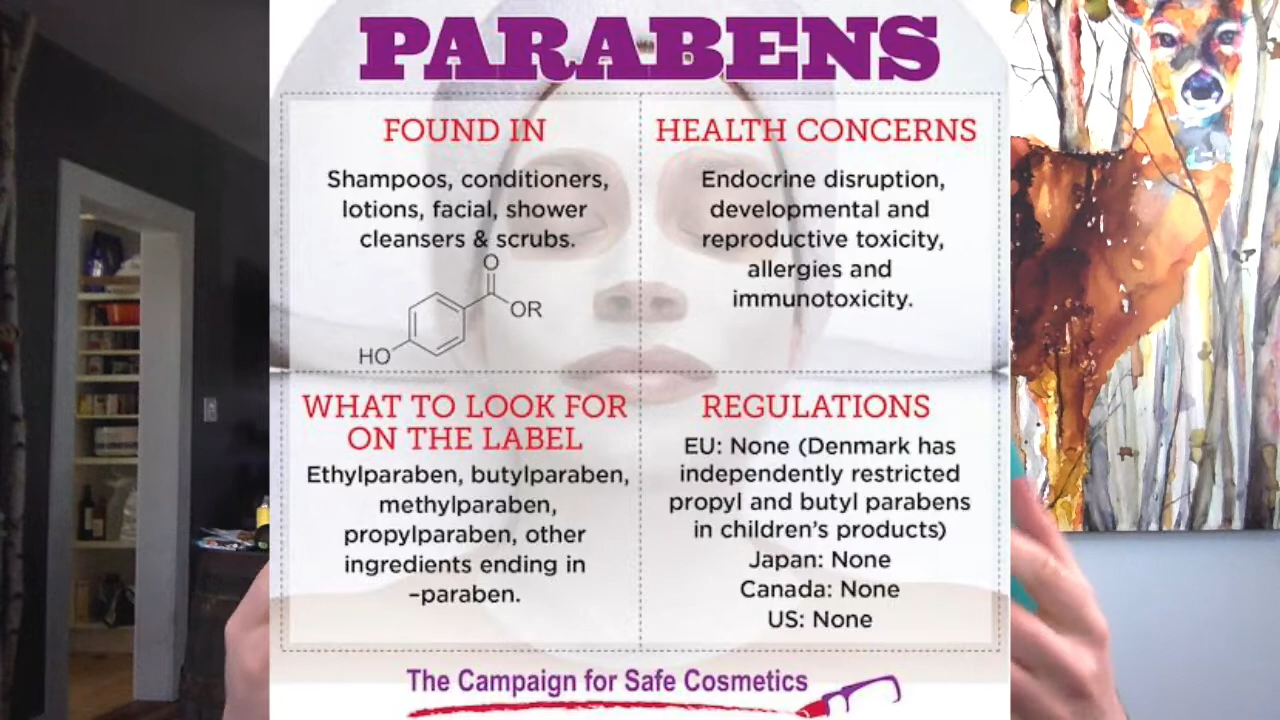 PARABENS
FOUND IN
Shampoos, conditioners,
lotions, facial, shower
cleansers & scrubs.
O
OR
HO
HEALTH CONCERNS
Endocrine disruption,
developmental and
reproductive toxicity,
allergies and
immunotoxicity.
WHAT TO LOOK FOR
ON THE LABEL
Ethylparaben, butylparaben,
methylparaben,
propylparaben, other
ingredients ending in
–paraben.
REGULATIONS
EU: None (Denmark has
independently restricted
propyl and butyl parabens
in children's products)
Japan: None
Canada: None
US: None
The Campaign for Safe Cosmetics